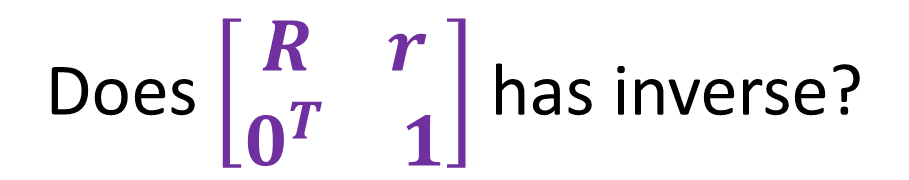 Does [ R r ; 0^T 1 ] has inverse?